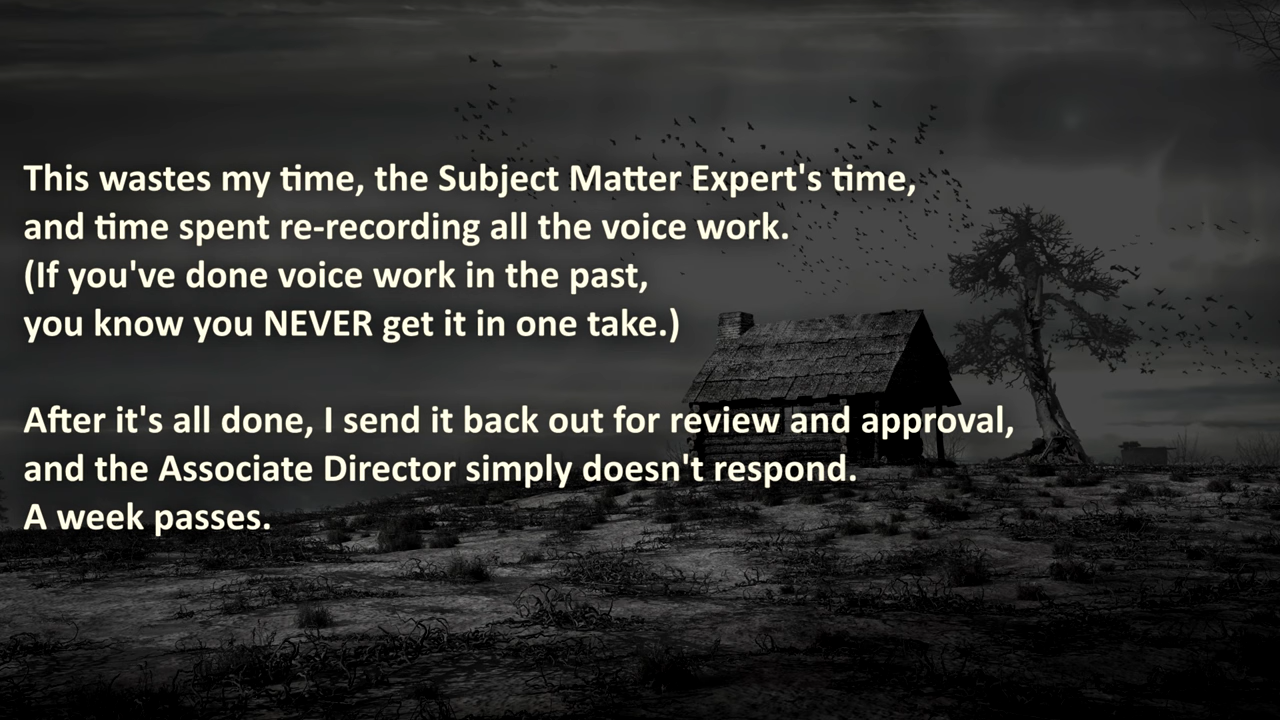 This wastes my time, the Subject Matter Expert's time,
and time spent re-recording all the voice work.
(If you've done voice work in the past,
you know you NEVER get it in one take.)
After it's all done, I send it back out for review and approval,
and the Associate Director simply doesn't respond.
A week passes.